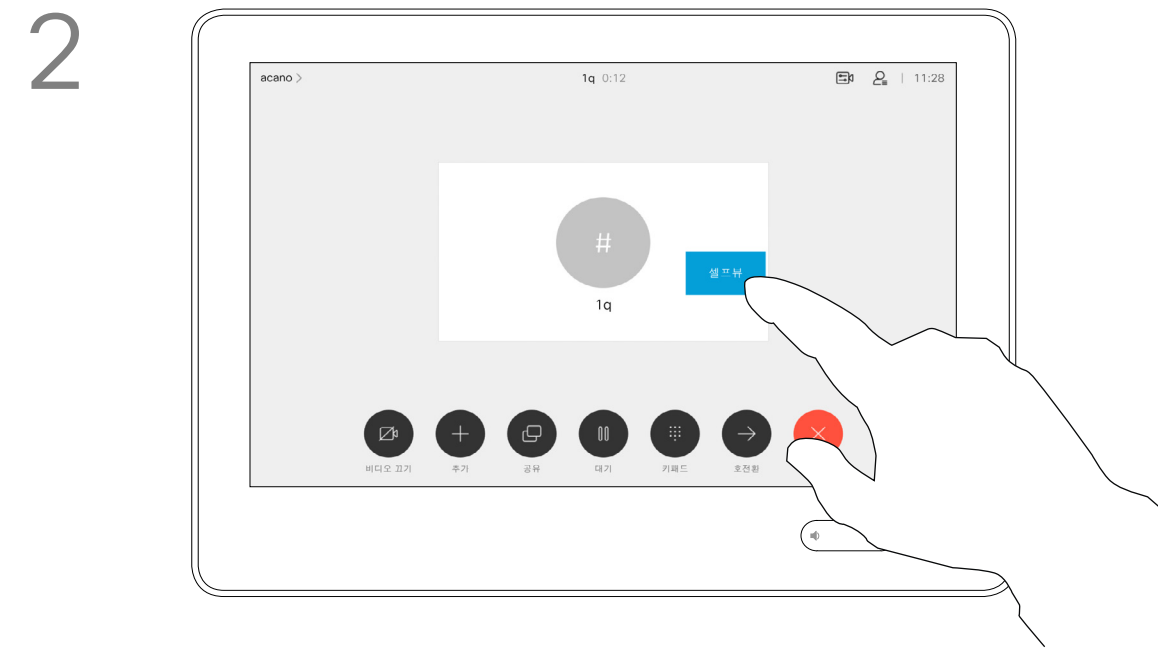 2
acano >
1q 0:12
11:28
#
셀프뷰
1q
비디오 끄기
추가
공유
대기
키패드
호전환